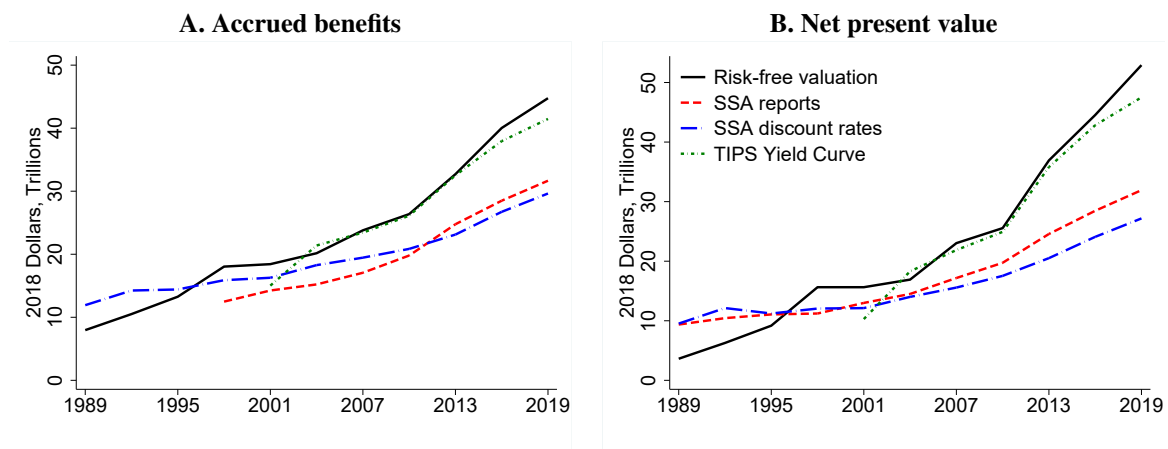 A. Accrued benefits
2018 Dollars, Trillions
50
40
30
20
10
0
1989 1995 2001 2007 2013 2019
B. Net present value
2018 Dollars, Trillions
50
40
30
20
10
0
Risk-free valuation
SSA reports
SSA discount rates
TIPS Yield Curve
1989 1995 2001 2007 2013 2019